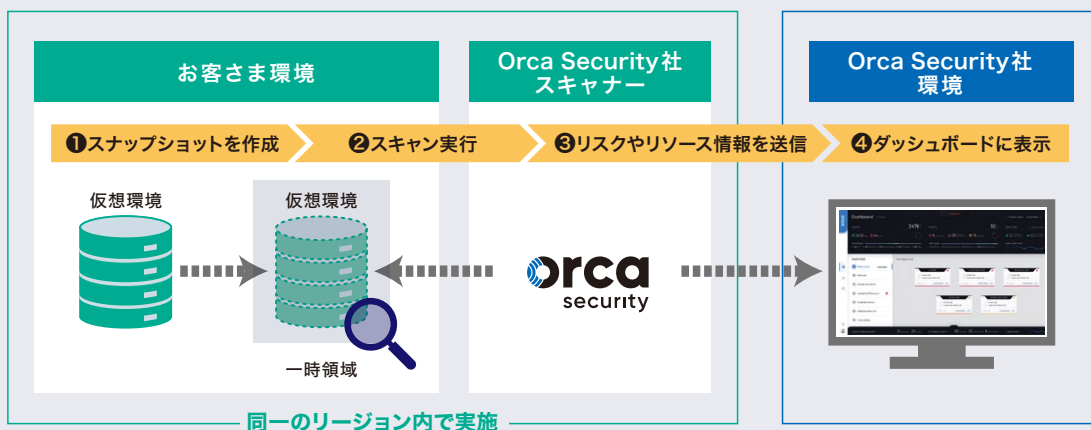 お客さま環境
Orca Security社
スキャナー
Orca Security社
環境
❶スナップショットを作成
❷スキャン実行
❸リスクやリソース情報を送信
❹ダッシュボードに表示
仮想環境
仮想環境
orca
security
Dashboard
一時領域
同一のリージョン内で実施